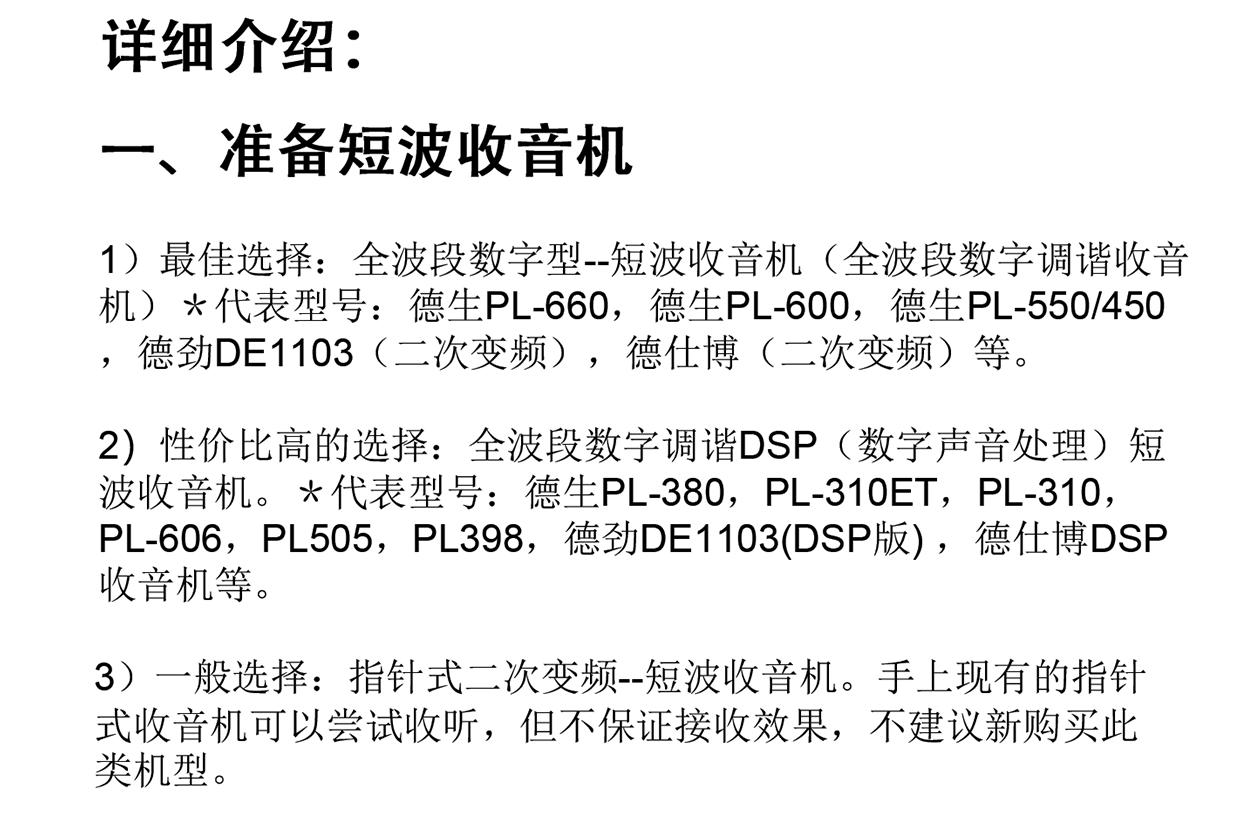 详细介绍：
一、准备短波收音机
1）最佳选择：全波段数字型--短波收音机（全波段数字调谐收音
机）＊代表型号：德生PL-660，德生PL-600，德生PL-550/450
，德劲DE1103（二次变频），德仕博（二次变频）等。
2）性价比高的选择：全波段数字调谐DSP（数字声音处理）短
波收音机。＊代表型号：德生PL-380，PL-310ET，PL-310，
PL-606，PL505，PL398，德劲DE1103(DSP版) ，德仕博DSP
收音机等。
3）一般选择：指针式二次变频--短波收音机。手上现有的指针
式收音机可以尝试收听，但不保证接收效果，不建议新购买此
类机型。